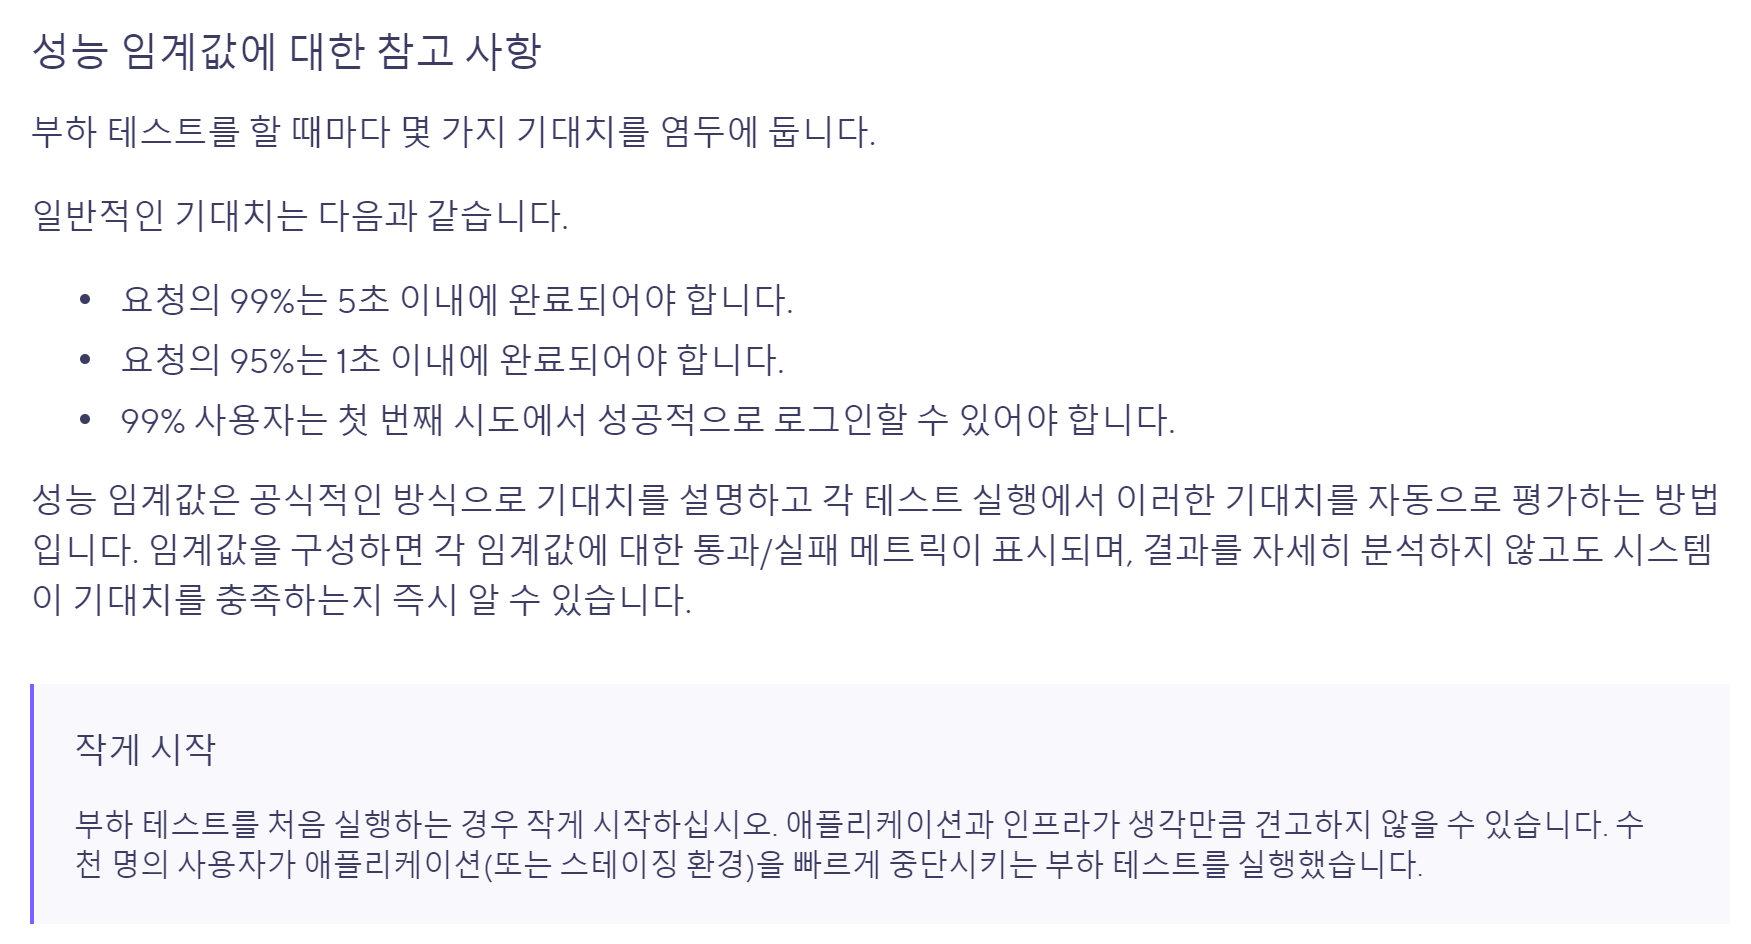 성능 임계값에 대한 참고 사항
부하 테스트를 할 때마다 몇 가지 기대치를 염두에 둡니다.
일반적인 기대치는 다음과 같습니다.
• 요청의 99%는 5초 이내에 완료되어야 합니다.
• 요청의 95%는 1초 이내에 완료되어야 합니다.
• 99% 사용자는 첫 번째 시도에서 성공적으로 로그인할 수 있어야 합니다.
성능 임계값은 공식적인 방식으로 기대치를 설명하고 각 테스트 실행에서 이러한 기대치를 자동으로 평가하는 방법
입니다. 임계값을 구성하면 각 임계값에 대한 통과/실패 메트릭이 표시되며, 결과를 자세히 분석하지 않고도 시스템
이 기대치를 충족하는지 즉시 알 수 있습니다.
작게 시작
부하 테스트를 처음 실행하는 경우 작게 시작하십시오. 애플리케이션과 인프라가 생각만큼 견고하지 않을 수 있습니다. 수
천 명의 사용자가 애플리케이션(또는 스테이징 환경)을 빠르게 중단시키는 부하 테스트를 실행했습니다.